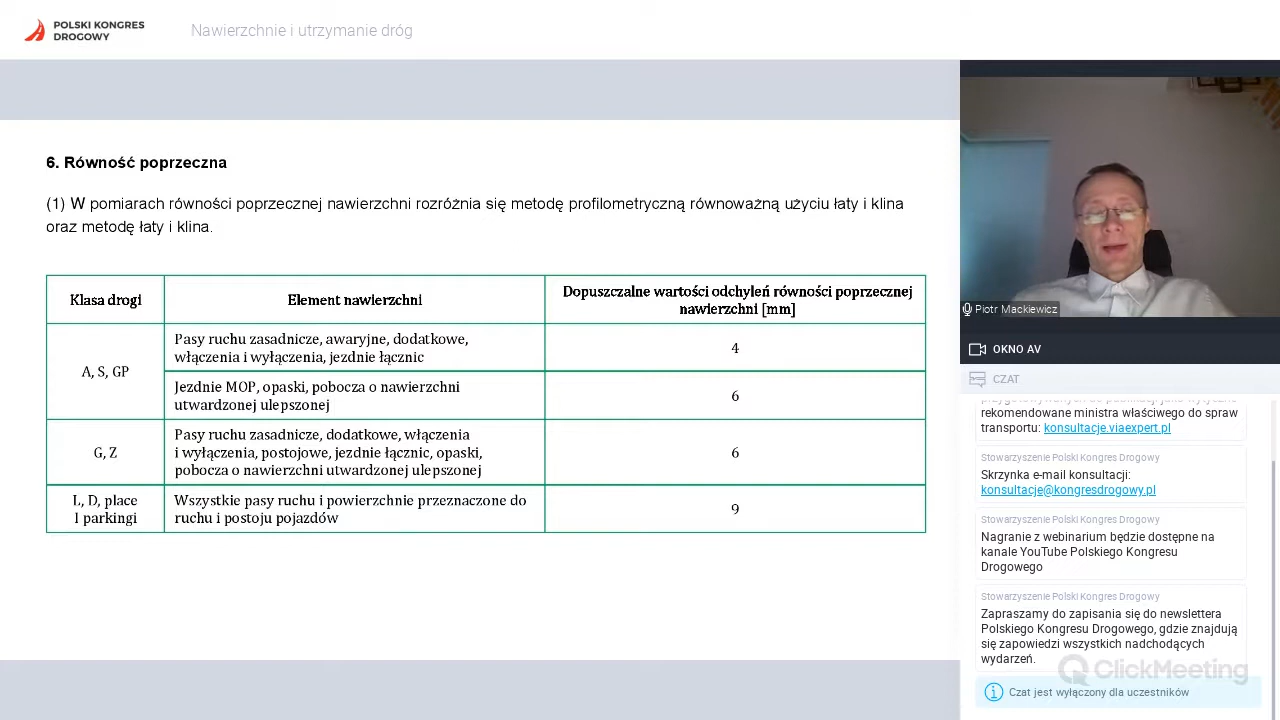 POLSKI KONGRES
DROGOWY
Nawierzchnie i utrzymanie dróg
6. Równość poprzeczna
(1) W pomiarach równości poprzecznej nawierzchni rozróżnia się metodę profilometryczną równoważną użyciu łaty i klina
oraz metodę łaty i klina.
Klasa drogi
Element nawierzchni
Dopuszczalne wartości odchyleń równości poprzecznej
nawierzchni [mm]
A, S, GP
Pasy ruchu zasadnicze, awaryjne, dodatkowe,
włączenia i wyłączenia, jezdnie łącznic
4
Jezdnie MOP, opaski, pobocza o nawierzchni
utwardzonej ulepszonej
6
G, Z
Pasy ruchu zasadnicze, dodatkowe, włączenia
i wyłączenia, postojowe, jezdnie łącznic, opaski,
pobocza o nawierzchni utwardzonej ulepszonej
6
L, D, place
I parkingi
Wszystkie pasy ruchu i powierzchnie przeznaczone do
ruchu i postoju pojazdów
9
Piotr Mackiewicz
OKNO AV
CZAT
rekomendowane ministra właściwego do spraw
transportu: konsultacje.viaexpert.pl
Stowarzyszenie Polski Kongres Drogowy
Skrzynka e-mail konsultacji:
konsultacje@kongresdrogowy.pl
Stowarzyszenie Polski Kongres Drogowy
Nagranie z webinarium będzie dostępne na
kanale YouTube Polskiego Kongresu
Drogowego
Stowarzyszenie Polski Kongres Drogowy
Zapraszamy do zapisania się do newslettera
Polskiego Kongresu Drogowego, gdzie znajdują
się zapowiedzi wszystkich nadchodzących
wydarzeń.
ClickMeeting
Czat jest wyłączony dla uczestników